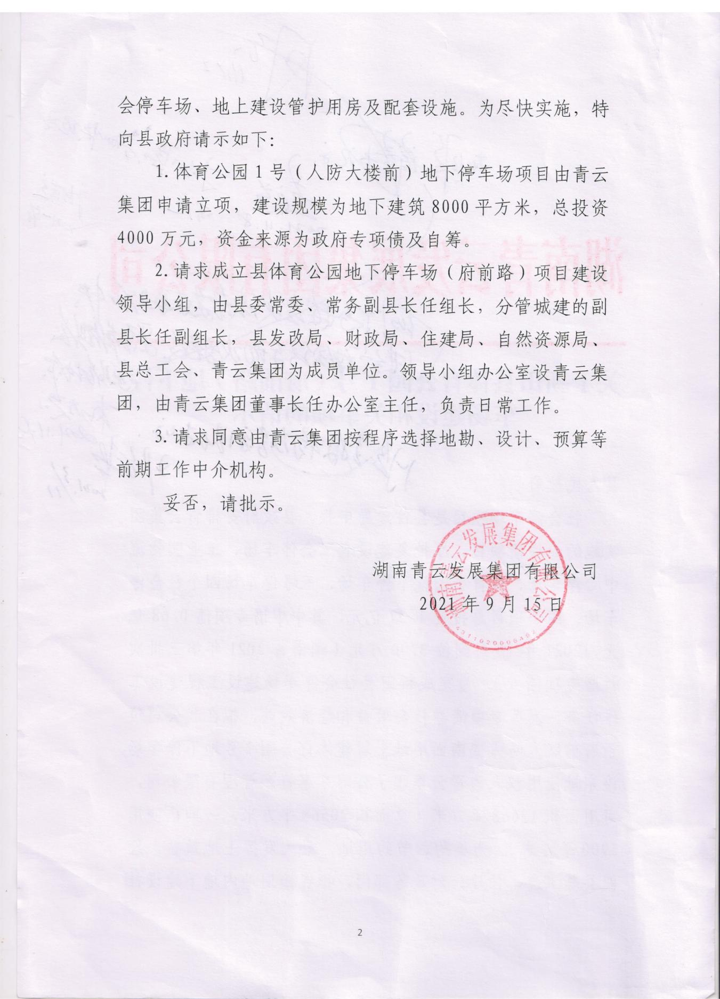 会停车场、地上建设管护用房及配套设施。为尽快实施，特
向县政府请示如下：
1.体育公园1号（人防大楼前）地下停车场项目由青云
集团申请立项，建设规模为地下建筑8000平方米，总投资
4000万元，资金来源为政府专项债及自筹。
2.请求成立县体育公园地下停车场（府前路）项目建设
领导小组，由县委常委、常务副县长任组长，分管城建的副
县长任副组长，县发改局、财政局、住建局、自然资源局、
县总工会、青云集团为成员单位。领导小组办公室设青云集
团，由青云集团董事长任办公室主任，负责日常工作。
3.请求同意由青云集团按程序选择地勘、设计、预算等
前期工作中介机构。
妥否，请批示。
湖南青云发展集团有限公司
2021年9月15日
湖南青云发展集团有限公司
2